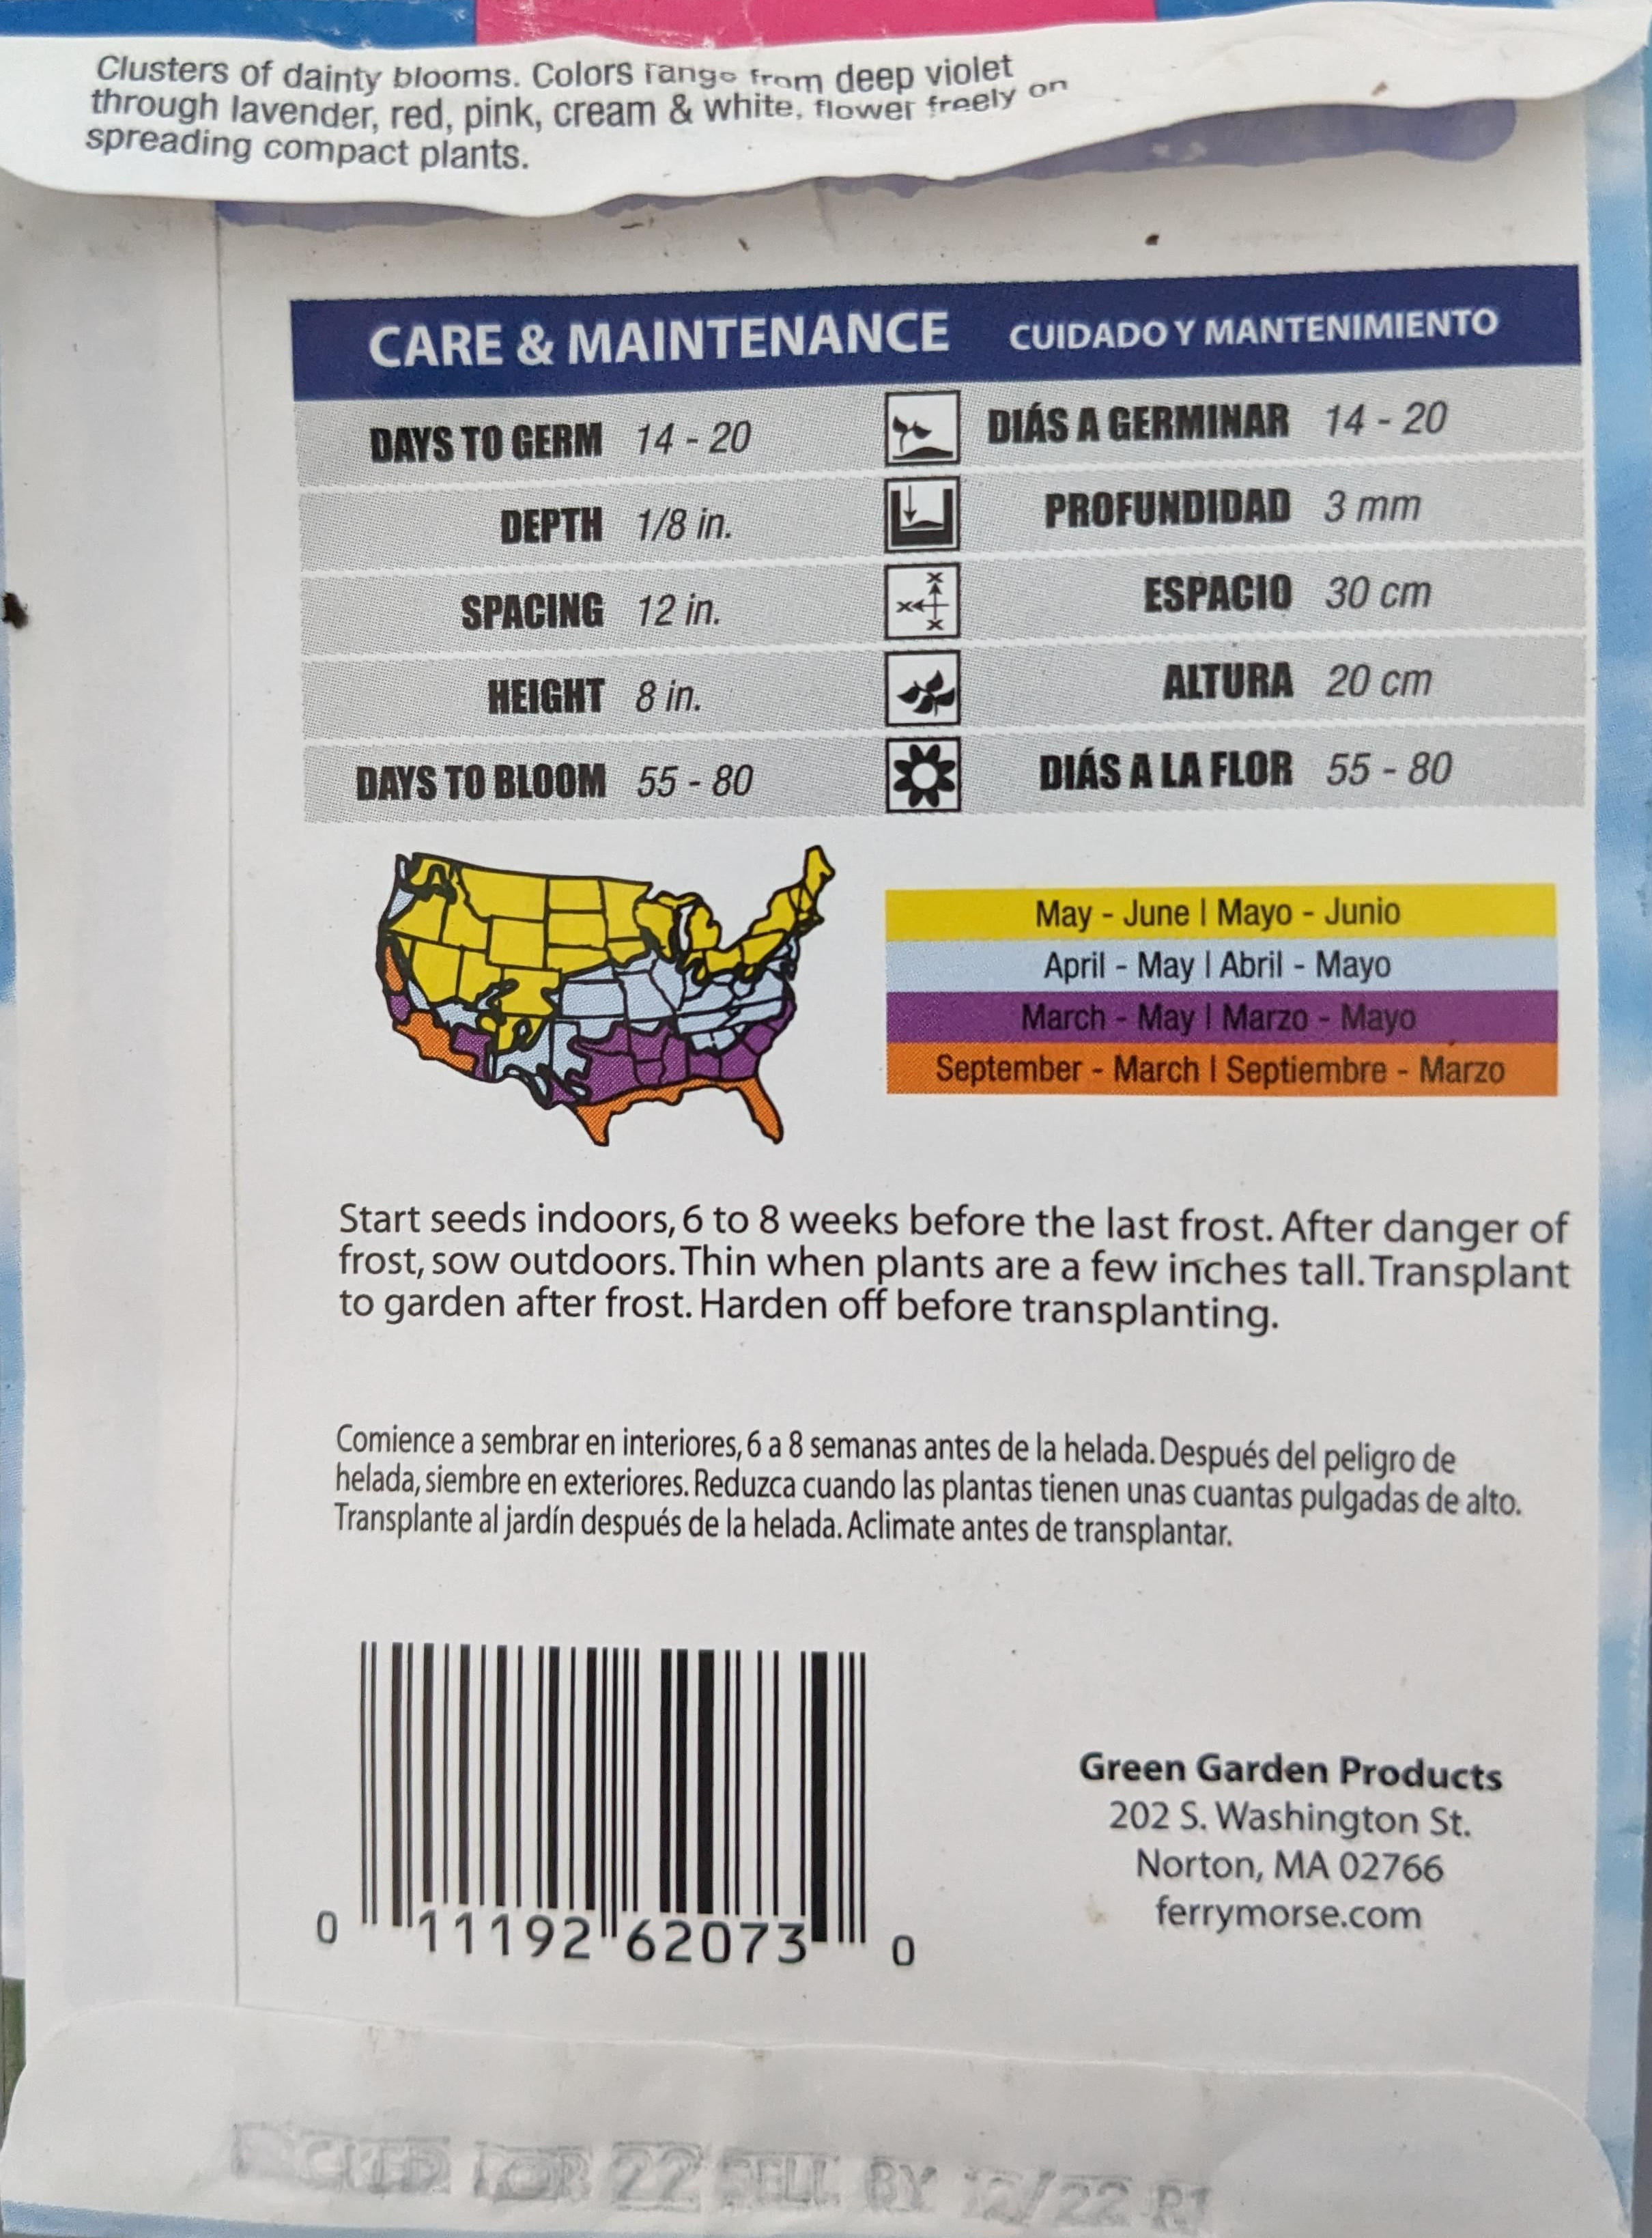 Clusters of dainty blooms. Colors range from deep violet
through lavender, red, pink, cream & white, flower freely on
spreading compact plants.
CARE & MAINTENANCE CUIDADO Y MANTENIMIENTO
DAYS TO GERM 14 - 20 DIÁS A GERMINAR 14 - 20
DEPTH 1/8 in. PROFUNDIDAD 3 mm
SPACING 12 in. ESPACIO 30 cm
HEIGHT 8 in. ALTURA 20 cm
DAYS TO BLOOM 55 - 80 DIÁS A LA FLOR 55 - 80
May - June | Mayo - Junio
April - May | Abril - Mayo
March - May | Marzo - Mayo
September - March | Septiembre - Marzo
Start seeds indoors, 6 to 8 weeks before the last frost. After danger of
frost, sow outdoors. Thin when plants are a few inches tall. Transplant
to garden after frost. Harden off before transplanting.
Comience a sembrar en interiores, 6 a 8 semanas antes de la helada. Después del peligro de
helada, siembre en exteriores. Reduzca cuando las plantas tienen unas cuantas pulgadas de alto.
Transplante al jardín después de la helada. Aclimate antes de transplantar.
0 11192 62073 0
Green Garden Products
202 S. Washington St.
Norton, MA 02766
ferrymorse.com
FOR 22 SELL BY 12/22